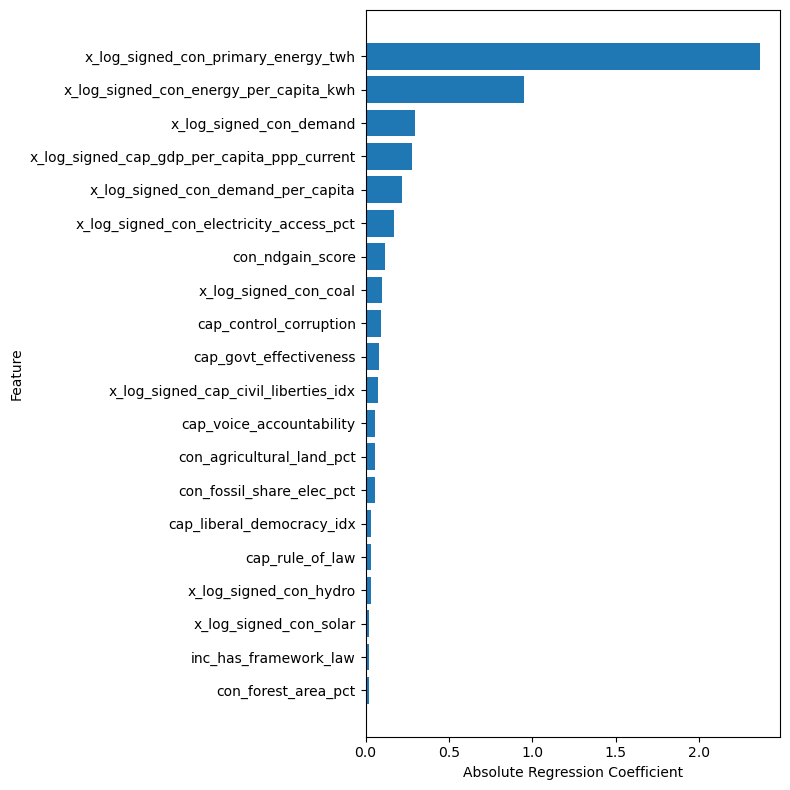 x_log_signed_con_primary_energy_twh
x_log_signed_con_energy_per_capita_kwh
x_log_signed_con_demand
x_log_signed_cap_gdp_per_capita_ppp_current
x_log_signed_con_demand_per_capita
x_log_signed_con_electricity_access_pct
con_ndgain_score
x_log_signed_con_coal
cap_control_corruption
cap_govt_effectiveness
x_log_signed_cap_civil_liberties_idx
cap_voice_accountability
con_agricultural_land_pct
con_fossil_share_elec_pct
cap_liberal_democracy_idx
cap_rule_of_law
x_log_signed_con_hydro
x_log_signed_con_solar
inc_has_framework_law
con_forest_area_pct
Feature
0.0 0.5 1.0 1.5 2.0
Absolute Regression Coefficient